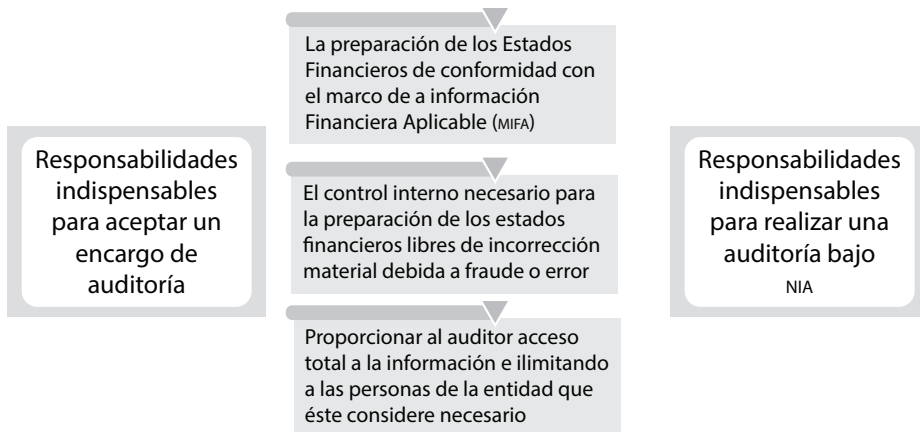 Responsabilidades
indispensables
para aceptar un
encargo de
auditoría
La preparación de los Estados
Financieros de conformidad con
el marco de a información
Financiera Aplicable (MIFA)
El control interno necesario para
la preparación de los estados
financieros libres de incorrección
material debida a fraude o error
Proporcionar al auditor acceso
total a la información e ilimitando
a las personas de la entidad que
éste considere necesario
Responsabilidades
indispensables
para realizar una
auditoría bajo
NIA